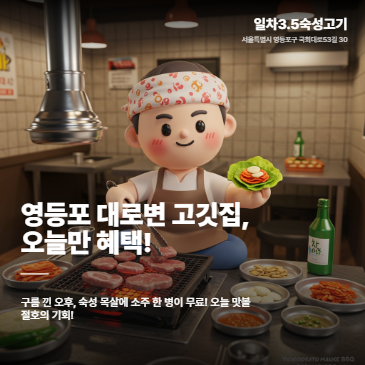 일차3.5숙성고기
서울특별시 영등포구 국회대로53길 30
영등포 대로변 고깃집,
오늘만 혜택!
구름 낀 오후, 숙성 목살에 소주 한 병이 무료! 오늘 맛볼
절호의 기회!